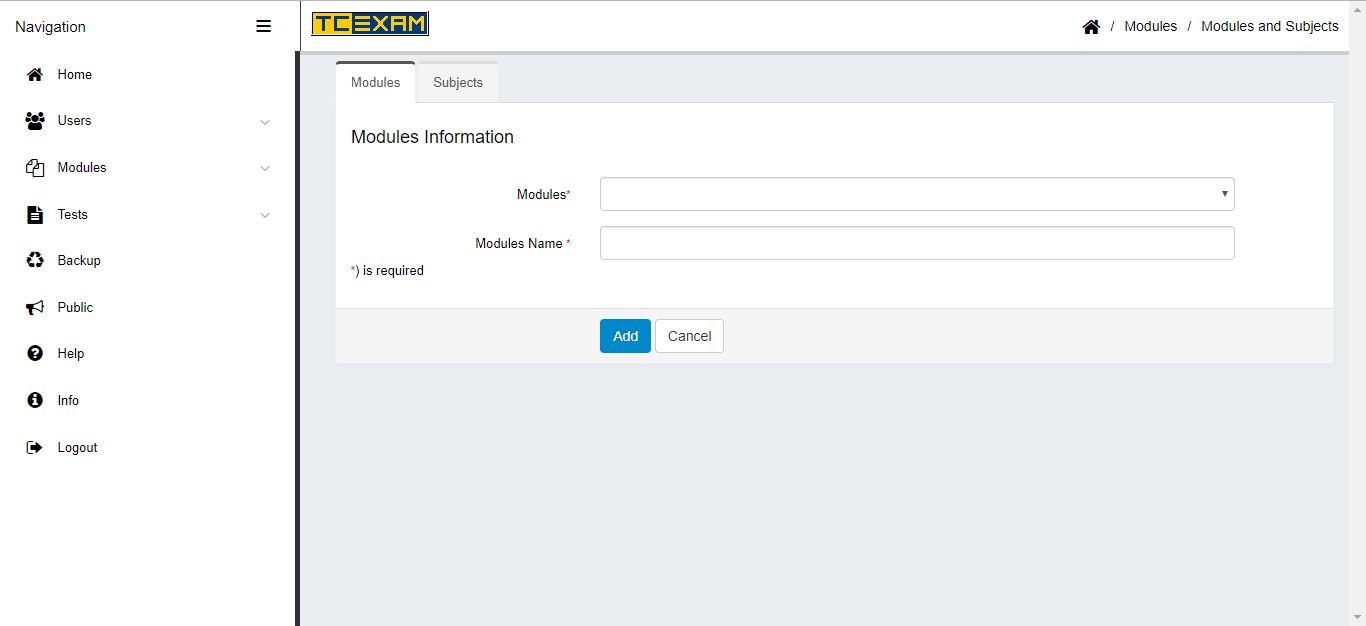 Navigation
TCEXAM
/ Modules / Modules and Subjects
Home
Users
Modules
Tests
Backup
Public
Help
Info
Logout
Modules
Subjects
Modules Information
Modules*
Modules Name *
*) is required
Add
Cancel